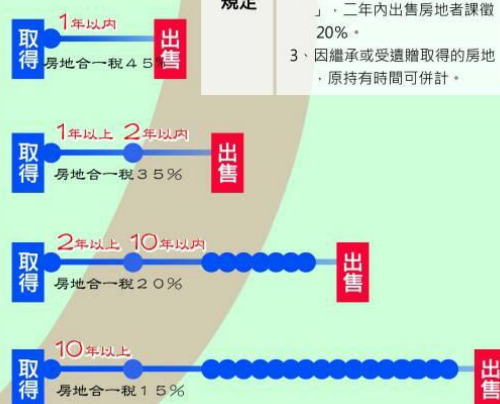 規定
」，二年內出售房地者課徵
20%。
3、因繼承或受遺贈取得的房地
，原持有時間可併計。
取得
1年以內
房地合一稅45%
出售
取得
1年以上 2年以內
房地合一稅35%
出售
取得
2年以上 10年以內
房地合一稅20%
出售
取得
10年以上
房地合一稅15%
出售